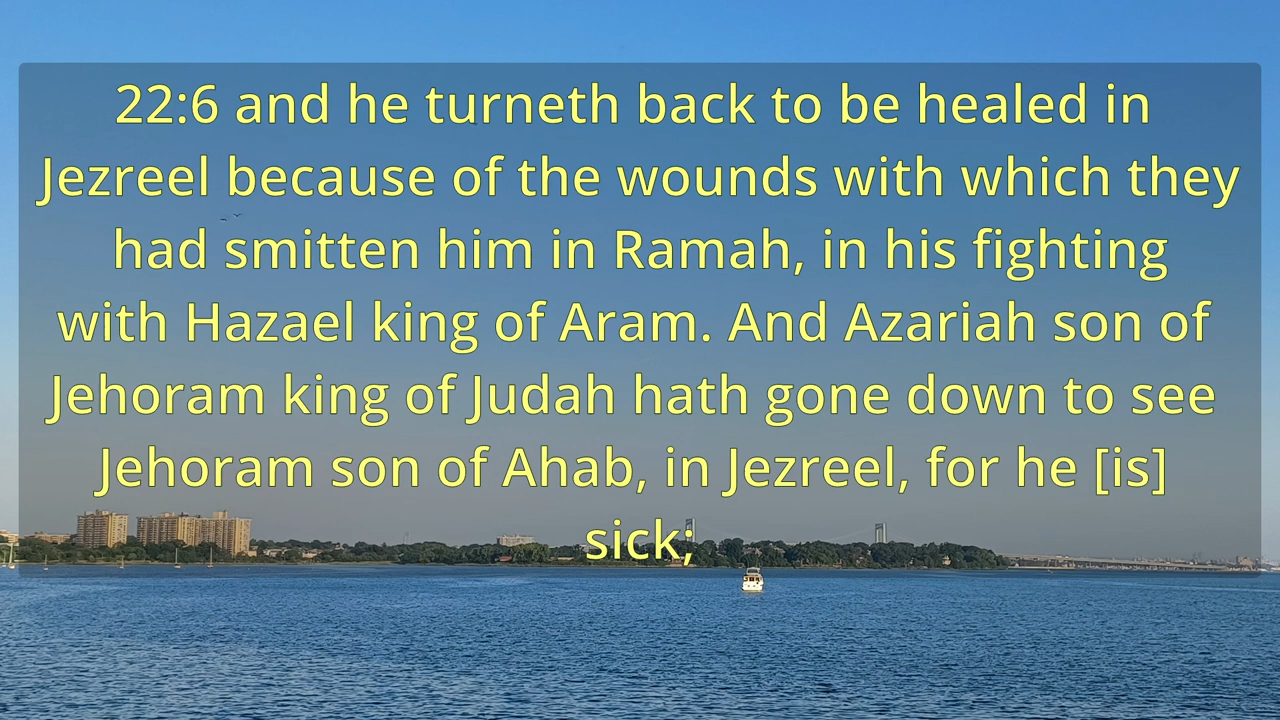 22:6 and he turneth back to be healed in
Jezreel because of the wounds with which they
had smitten him in Ramah, in his fighting
with Hazael king of Aram. And Azariah son of
Jehoram king of Judah hath gone down to see
Jehoram son of Ahab, in Jezreel, for he [is]
sick;